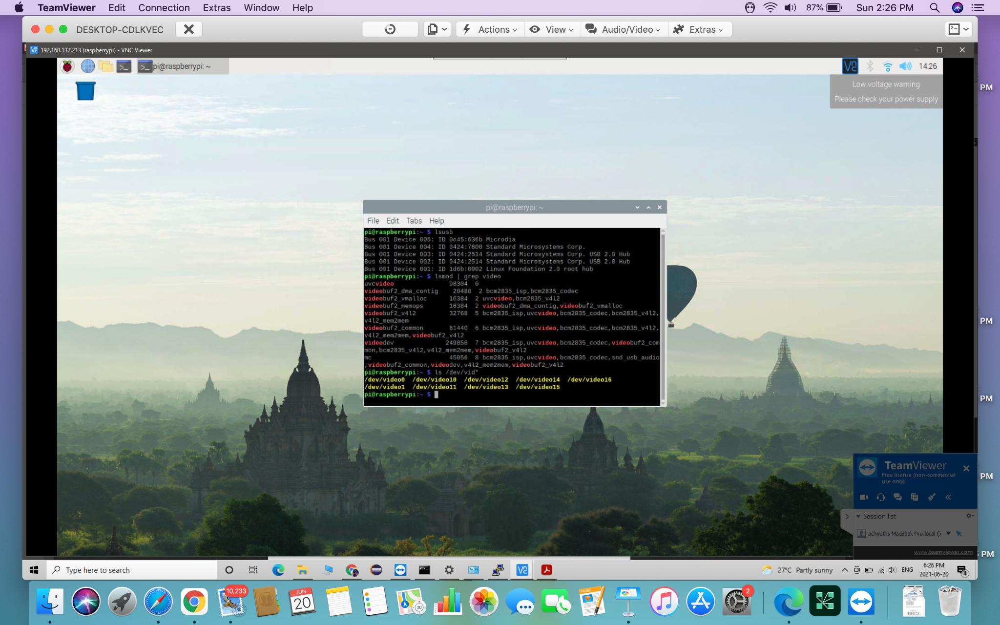 TeamViewer Edit Connection Extras Window Help 87% Sun 2:26 PM
DESKTOP-CDLKVEC Actions View Audio/Video Extras
192.168.137.213 (raspberrypi) - VNC Viewer
pi@raspberrypi: ~ 14:26
Low voltage warning
Please check your power supply
Trash
PM
pi@raspberrypi: ~
File Edit Tabs Help
pi@raspberrypi:~ $ lsusb
Bus 001 Device 005: ID 0c45:636b Microdia
Bus 001 Device 004: ID 0424:7800 Standard Microsystems Corp.
Bus 001 Device 003: ID 0424:2514 Standard Microsystems Corp. USB 2.0 Hub
Bus 001 Device 002: ID 0424:2514 Standard Microsystems Corp. USB 2.0 Hub
Bus 001 Device 001: ID 1d6b:0002 Linux Foundation 2.0 root hub
pi@raspberrypi:~ $ lsmod | grep video
uvcvideo 98304 0
videobuf2_dma_contig 20480 2 bcm2835_isp,bcm2835_codec
videobuf2_vmalloc 16384 2 uvcvideo,bcm2835_v4l2
videobuf2_memops 16384 2 videobuf2_dma_contig,videobuf2_vmalloc
videobuf2_v4l2 32768 5 bcm2835_isp,uvcvideo,bcm2835_codec,bcm2835_v4l2,
v4l2_mem2mem
videobuf2_common 61440 6 bcm2835_isp,uvcvideo,bcm2835_codec,bcm2835_v4l2,
v4l2_mem2mem,videobuf2_v4l2
videodev 249856 7 bcm2835_isp,uvcvideo,bcm2835_codec,videobuf2_com
mon,bcm2835_v4l2,v4l2_mem2mem,videobuf2_v4l2
mc 45056 8 bcm2835_isp,uvcvideo,bcm2835_codec,snd_usb_audio
,videobuf2_common,videodev,v4l2_mem2mem,videobuf2_v4l2
pi@raspberrypi:~ $ ls /dev/vid*
/dev/video0 /dev/video10 /dev/video12 /dev/video14 /dev/video16
/dev/video1 /dev/video11 /dev/video13 /dev/video15
pi@raspberrypi:~ $
PM
PM
TeamViewer
Free license (non-commercial
use only)
PM
Session list
achyuths-MacBook-Pro.local (7
www.teamviewer.com
PM
Type here to search
27°C Partly sunny ENG 6:26 PM
2021-06-20
4
10,233
JUN
20
3D
PAGES
2
DOCX